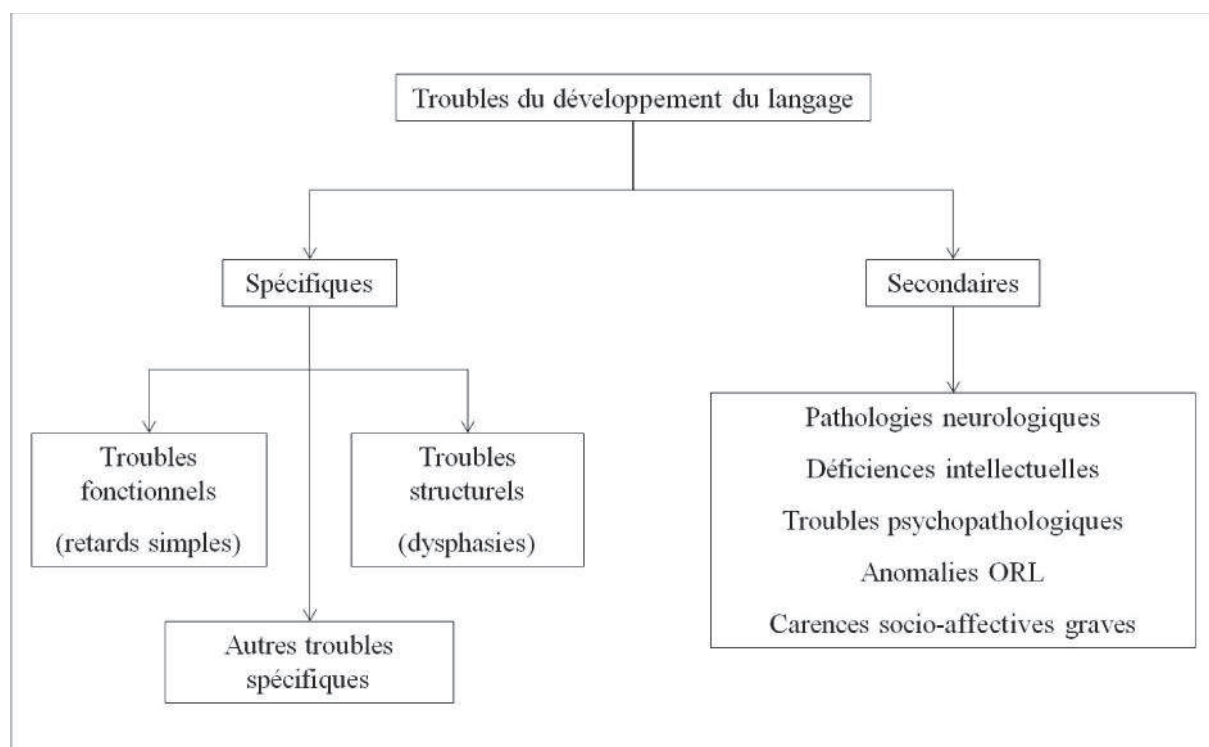 Troubles du développement du langage
Spécifiques
Secondaires
Troubles
fonctionnels
(retards simples)
Troubles
structurels
(dysphasies)
Autres troubles
spécifiques
Pathologies neurologiques
Déficiences intellectuelles
Troubles psychopathologiques
Anomalies ORL
Carences socio-affectives graves